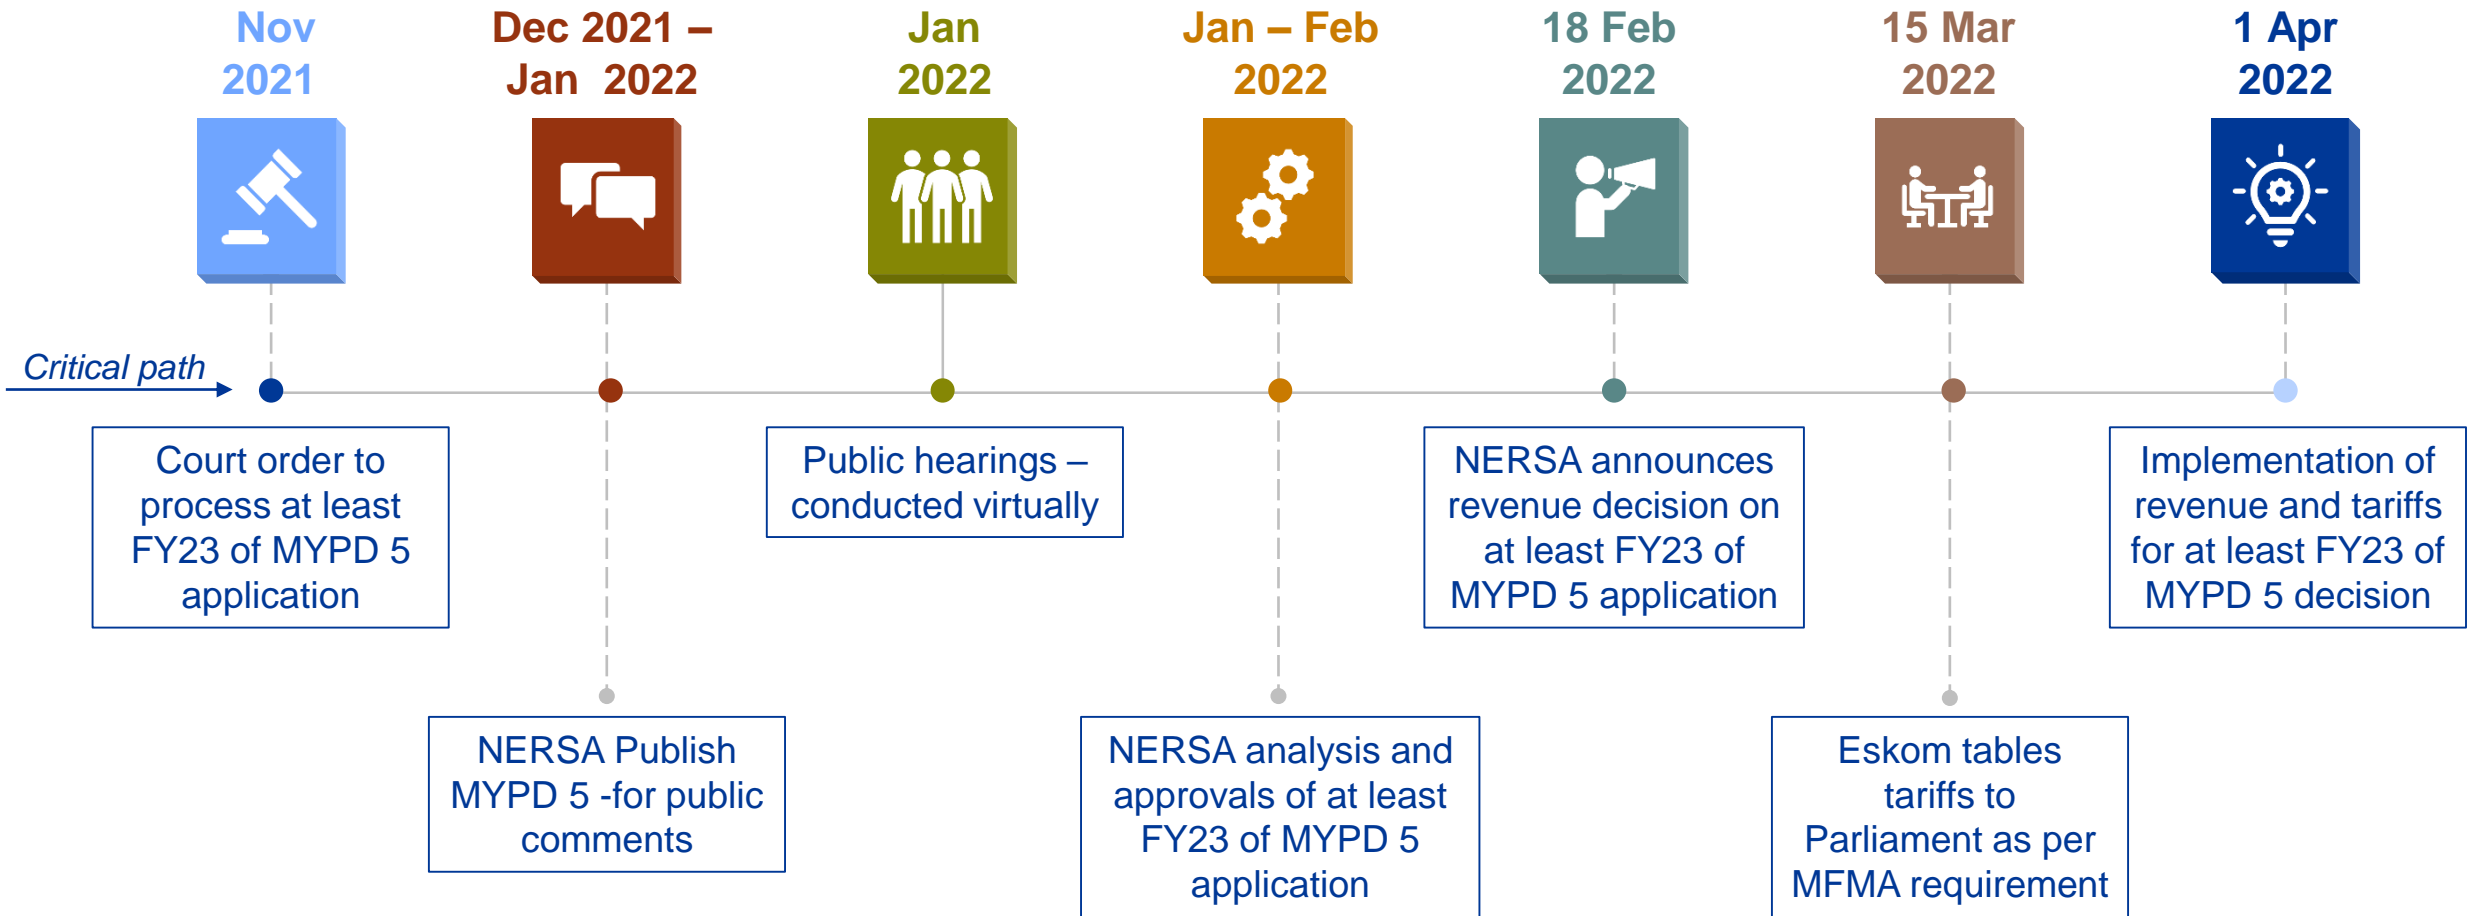 Nov
2021
Dec 2021 –
Jan 2022
Jan
2022
Jan – Feb
2022
18 Feb
2022
15 Mar
2022
1 Apr
2022
Critical path
Court order to
process at least
FY23 of MYPD 5
application
NERSA Publish
MYPD 5 -for public
comments
Public hearings –
conducted virtually
NERSA analysis and
approvals of at least
FY23 of MYPD 5
application
NERSA announces
revenue decision on
at least FY23 of
MYPD 5 application
Eskom tables
tariffs to
Parliament as per
MFMA requirement
Implementation of
revenue and tariffs
for at least FY23 of
MYPD 5 decision